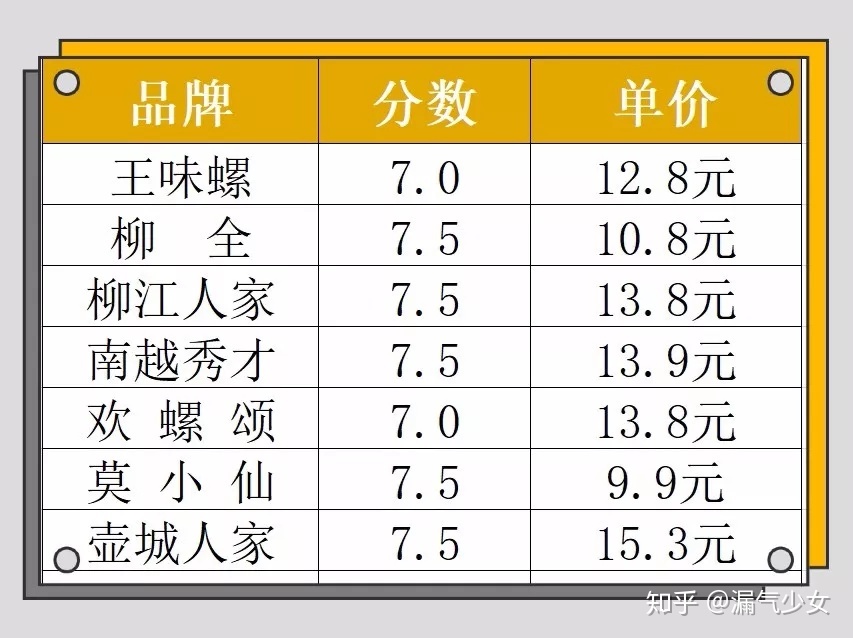 品牌 分数 单价
王味螺 7.0 12.8元
柳 全 7.5 10.8元
柳江人家 7.5 13.8元
南越秀才 7.5 13.9元
欢 螺 颂 7.0 13.8元
莫 小 仙 7.5 9.9元
壶城人家 7.5 15.3元
知乎 @漏气少女